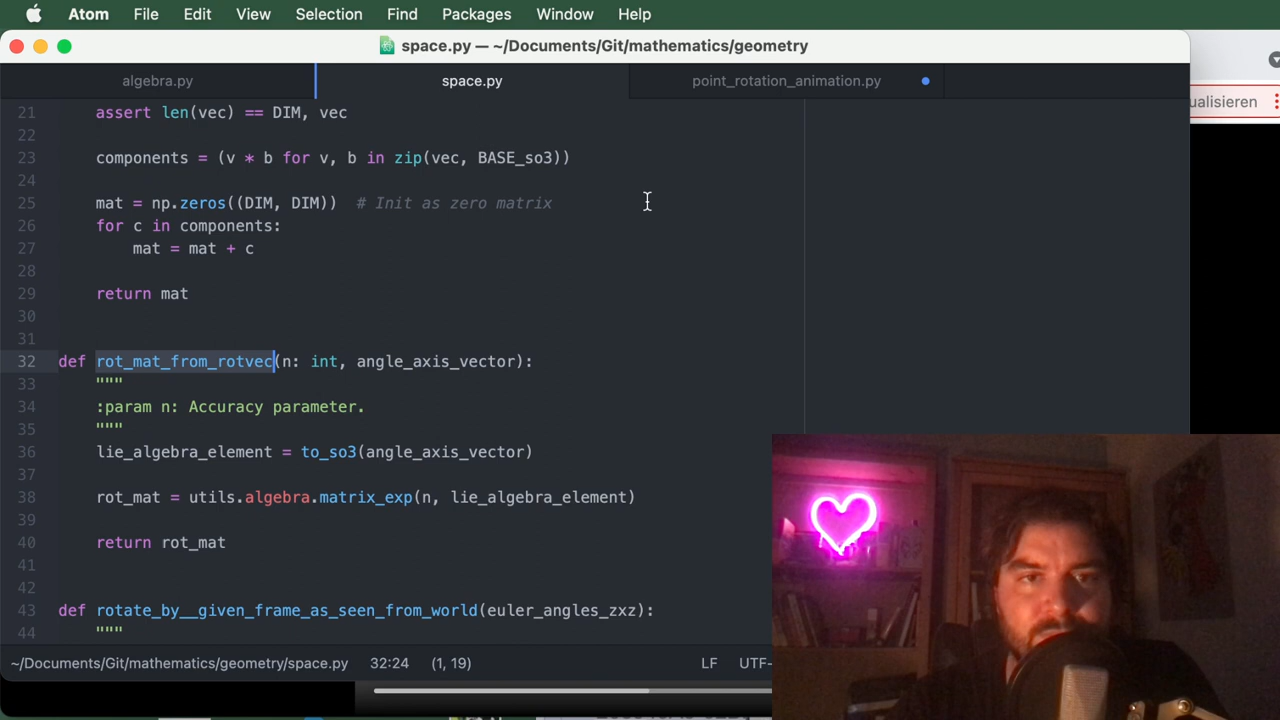 Atom File Edit View Selection Find Packages Window Help
space.py — ~/Documents/Git/mathematics/geometry
algebra.py space.py point_rotation_animation.py
ualisieren
21 assert len(vec) == DIM, vec
22
23 components = (v * b for v, b in zip(vec, BASE_so3))
24
25 mat = np.zeros((DIM, DIM))  # Init as zero matrix
26 for c in components:
27 mat = mat + c
28
29 return mat
30
31
32 def rot_mat_from_rotvec(n: int, angle_axis_vector):
33 """
34 :param n: Accuracy parameter.
35 """
36 lie_algebra_element = to_so3(angle_axis_vector)
37
38 rot_mat = utils.algebra.matrix_exp(n, lie_algebra_element)
39
40 return rot_mat
41
42
43 def rotate_by__given_frame_as_seen_from_world(euler_angles_zxz):
44 """
~/Documents/Git/mathematics/geometry/space.py 32:24 (1, 19) LF UTF-